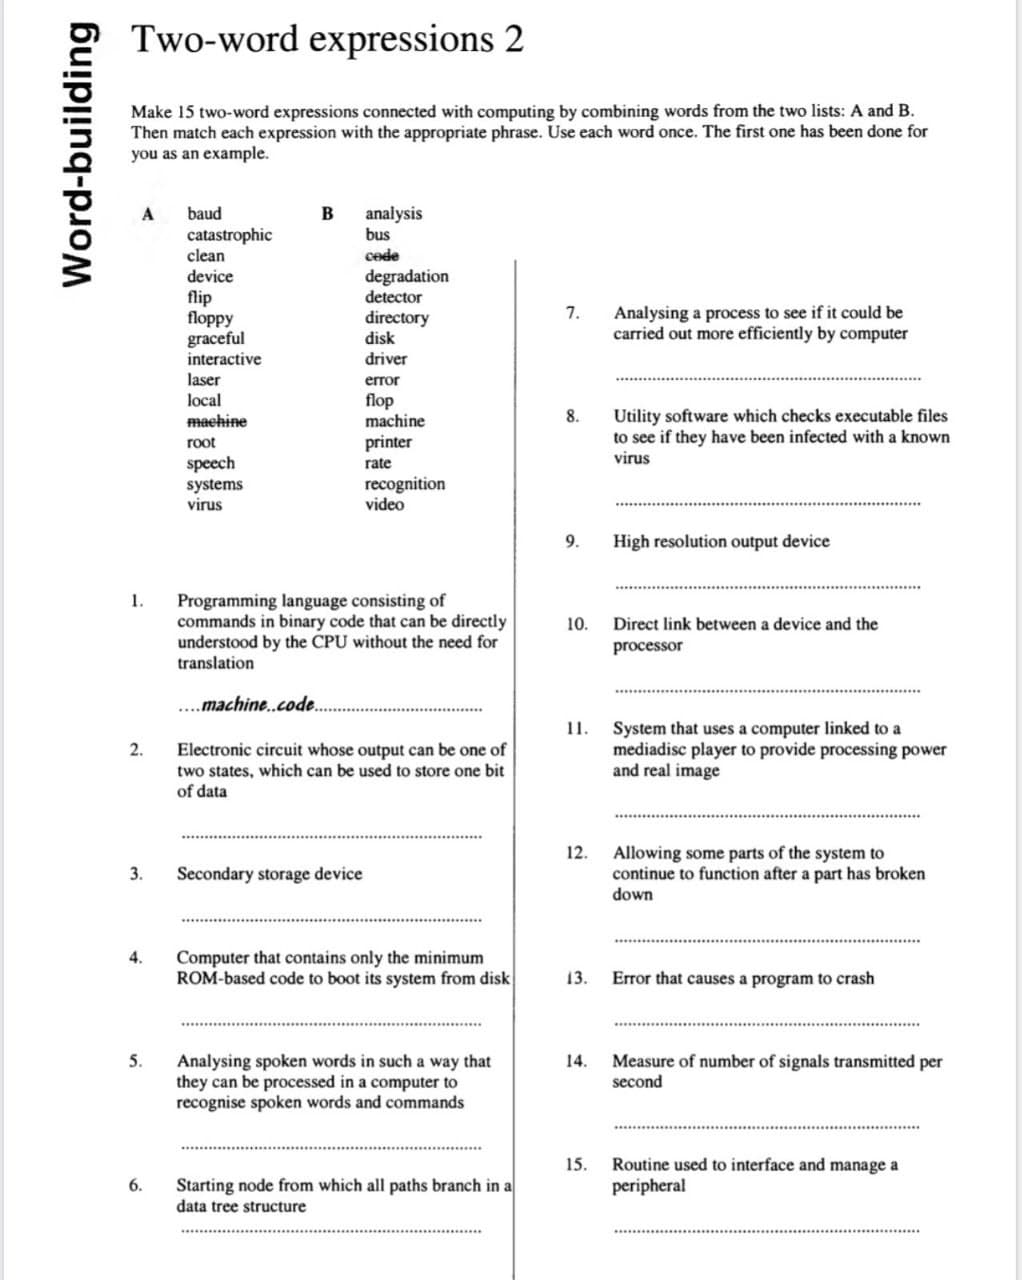 Word-building
Two-word expressions 2
Make 15 two-word expressions connected with computing by combining words from the two lists: A and B.
Then match each expression with the appropriate phrase. Use each word once. The first one has been done for
you as an example.
A
baud
catastrophic
clean
device
flip
floppy
graceful
interactive
laser
local
machine
root
speech
systems
virus
B
analysis
bus
code
degradation
detector
directory
disk
driver
error
flop
machine
printer
rate
recognition
video
1. Programming language consisting of
commands in binary code that can be directly
understood by the CPU without the need for
translation
....machine..code..........................................
2. Electronic circuit whose output can be one of
two states, which can be used to store one bit
of data
3. Secondary storage device
4. Computer that contains only the minimum
ROM-based code to boot its system from disk
5. Analysing spoken words in such a way that
they can be processed in a computer to
recognise spoken words and commands
6. Starting node from which all paths branch in a
data tree structure
7. Analysing a process to see if it could be
carried out more efficiently by computer
8. Utility software which checks executable files
to see if they have been infected with a known
virus
9. High resolution output device
10. Direct link between a device and the
processor
11. System that uses a computer linked to a
mediadisc player to provide processing power
and real image
12. Allowing some parts of the system to
continue to function after a part has broken
down
13. Error that causes a program to crash
14. Measure of number of signals transmitted per
second
15. Routine used to interface and manage a
peripheral